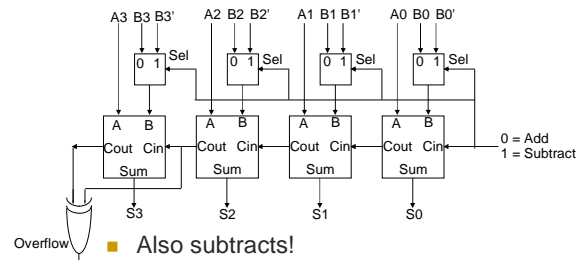 A3 B3 B3' A2 B2 B2' A1 B1 B1' A0 B0 B0'
0 1 Sel 0 1 Sel 0 1 Sel 0 1 Sel
A B A B A B A B
Cout Cin Cout Cin Cout Cin Cout Cin
0 = Add
1 = Subtract
Sum Sum Sum Sum
S3 S2 S1 S0
Overflow
Also subtracts!